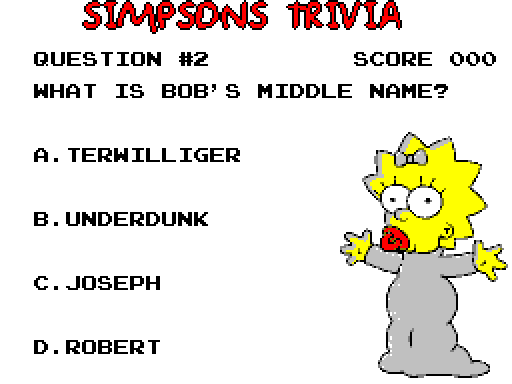 SIMPSONS TRIVIA
QUESTION #2 SCORE 000
WHAT IS BOB'S MIDDLE NAME?
A.TERWILLIGER
B.UNDERDUNK
C.JOSEPH
D.ROBERT